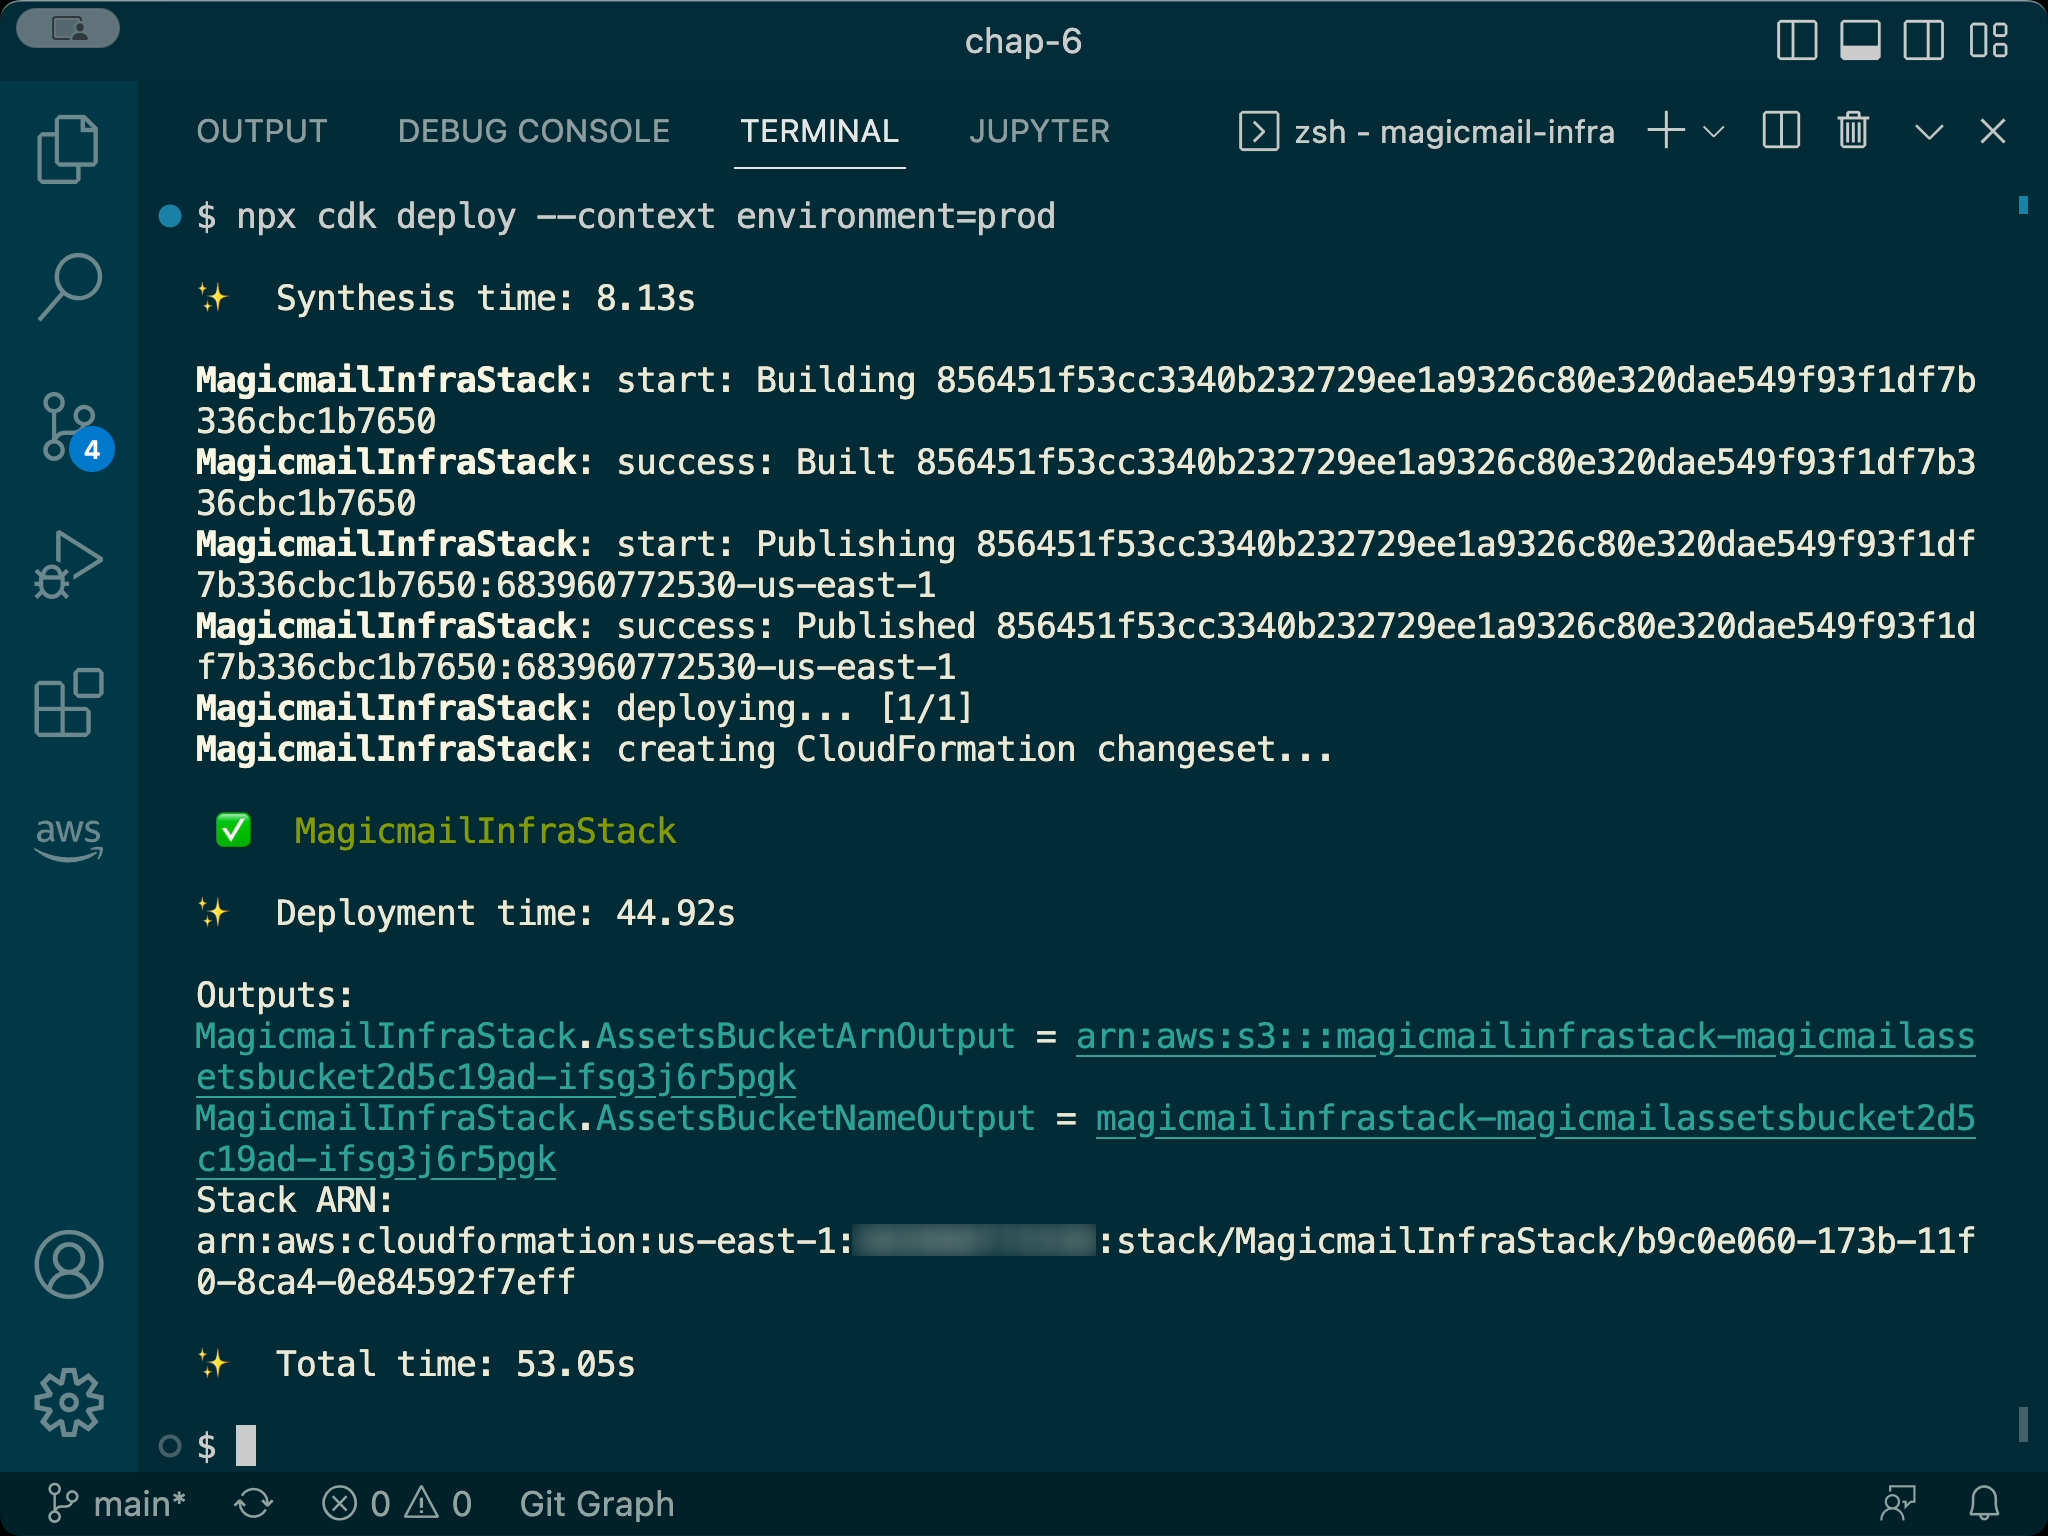 chap-6
OUTPUT DEBUG CONSOLE TERMINAL JUPYTER zsh - magicmail-infra
$ npx cdk deploy --context environment=prod
✨ Synthesis time: 8.13s
MagicmailInfraStack: start: Building 856451f53cc3340b232729ee1a9326c80e320dae549f93f1df7b
336cbc1b7650
MagicmailInfraStack: success: Built 856451f53cc3340b232729ee1a9326c80e320dae549f93f1df7b3
36cbc1b7650
MagicmailInfraStack: start: Publishing 856451f53cc3340b232729ee1a9326c80e320dae549f93f1df
7b336cbc1b7650:683960772530-us-east-1
MagicmailInfraStack: success: Published 856451f53cc3340b232729ee1a9326c80e320dae549f93f1d
f7b336cbc1b7650:683960772530-us-east-1
MagicmailInfraStack: deploying... [1/1]
MagicmailInfraStack: creating CloudFormation changeset...
✅ MagicmailInfraStack
✨ Deployment time: 44.92s
Outputs:
MagicmailInfraStack.AssetsBucketArnOutput = arn:aws:s3:::magicmailinfrastack-magicmailass
etsbucket2d5c19ad-ifsg3j6r5pgk
MagicmailInfraStack.AssetsBucketNameOutput = magicmailinfrastack-magicmailassetsbucket2d5
c19ad-ifsg3j6r5pgk
Stack ARN:
arn:aws:cloudformation:us-east-1: :stack/MagicmailInfraStack/b9c0e060-173b-11f
0-8ca4-0e84592f7eff
✨ Total time: 53.05s
$
4
aws
main* 0 0 Git Graph